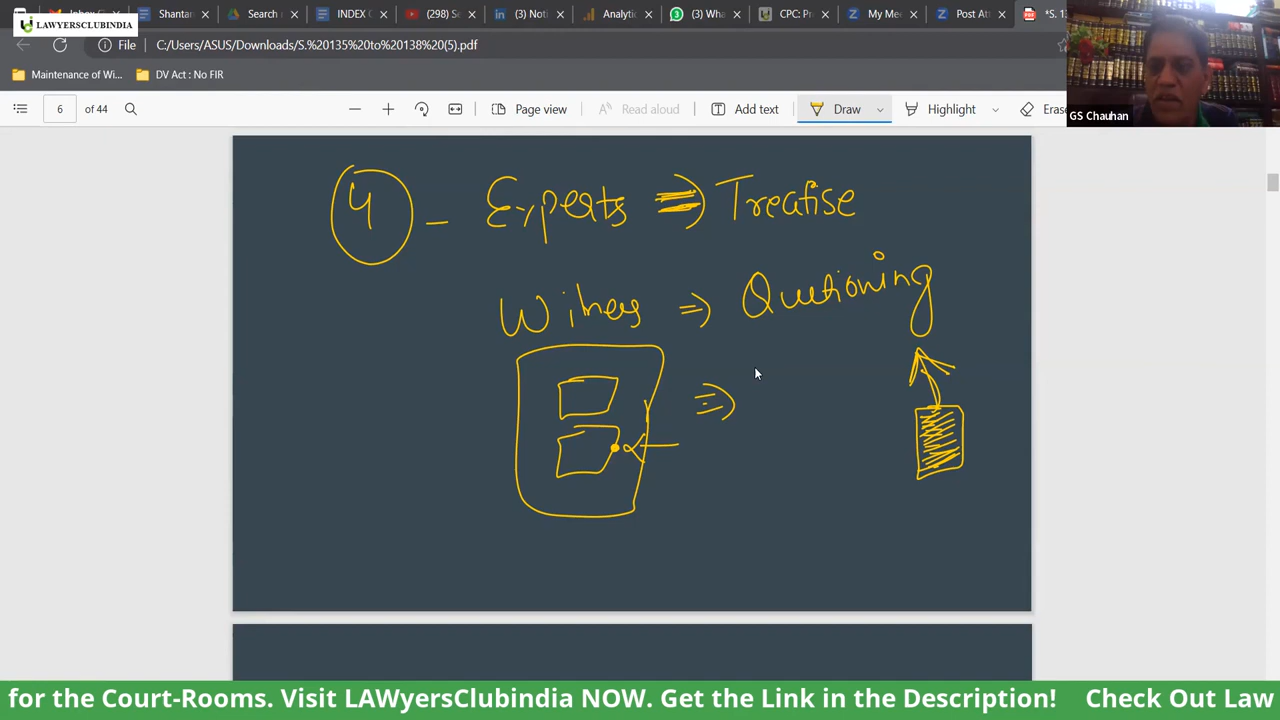 LAWYERSCLUBINDIA
Shanta
Search
INDEX
(298)
(3) Not
Analytic
(3) W
CPC: Pr
My Me
Post At
*S. 1
File
C:/Users/ASUS/Downloads/S.%20135%20to%20138%20(5).pdf
Maintenance of Wi...
DV Act : No FIR
6 of 44
Page view
Read aloud
Add text
Draw
Highlight
Eras
GS Chauhan
4 - Experts ⇒ Treatise
Witness ⇒ Questioning
⇒
for the Court-Rooms. Visit LAWyersClubindia NOW. Get the Link in the Description! Check Out Law